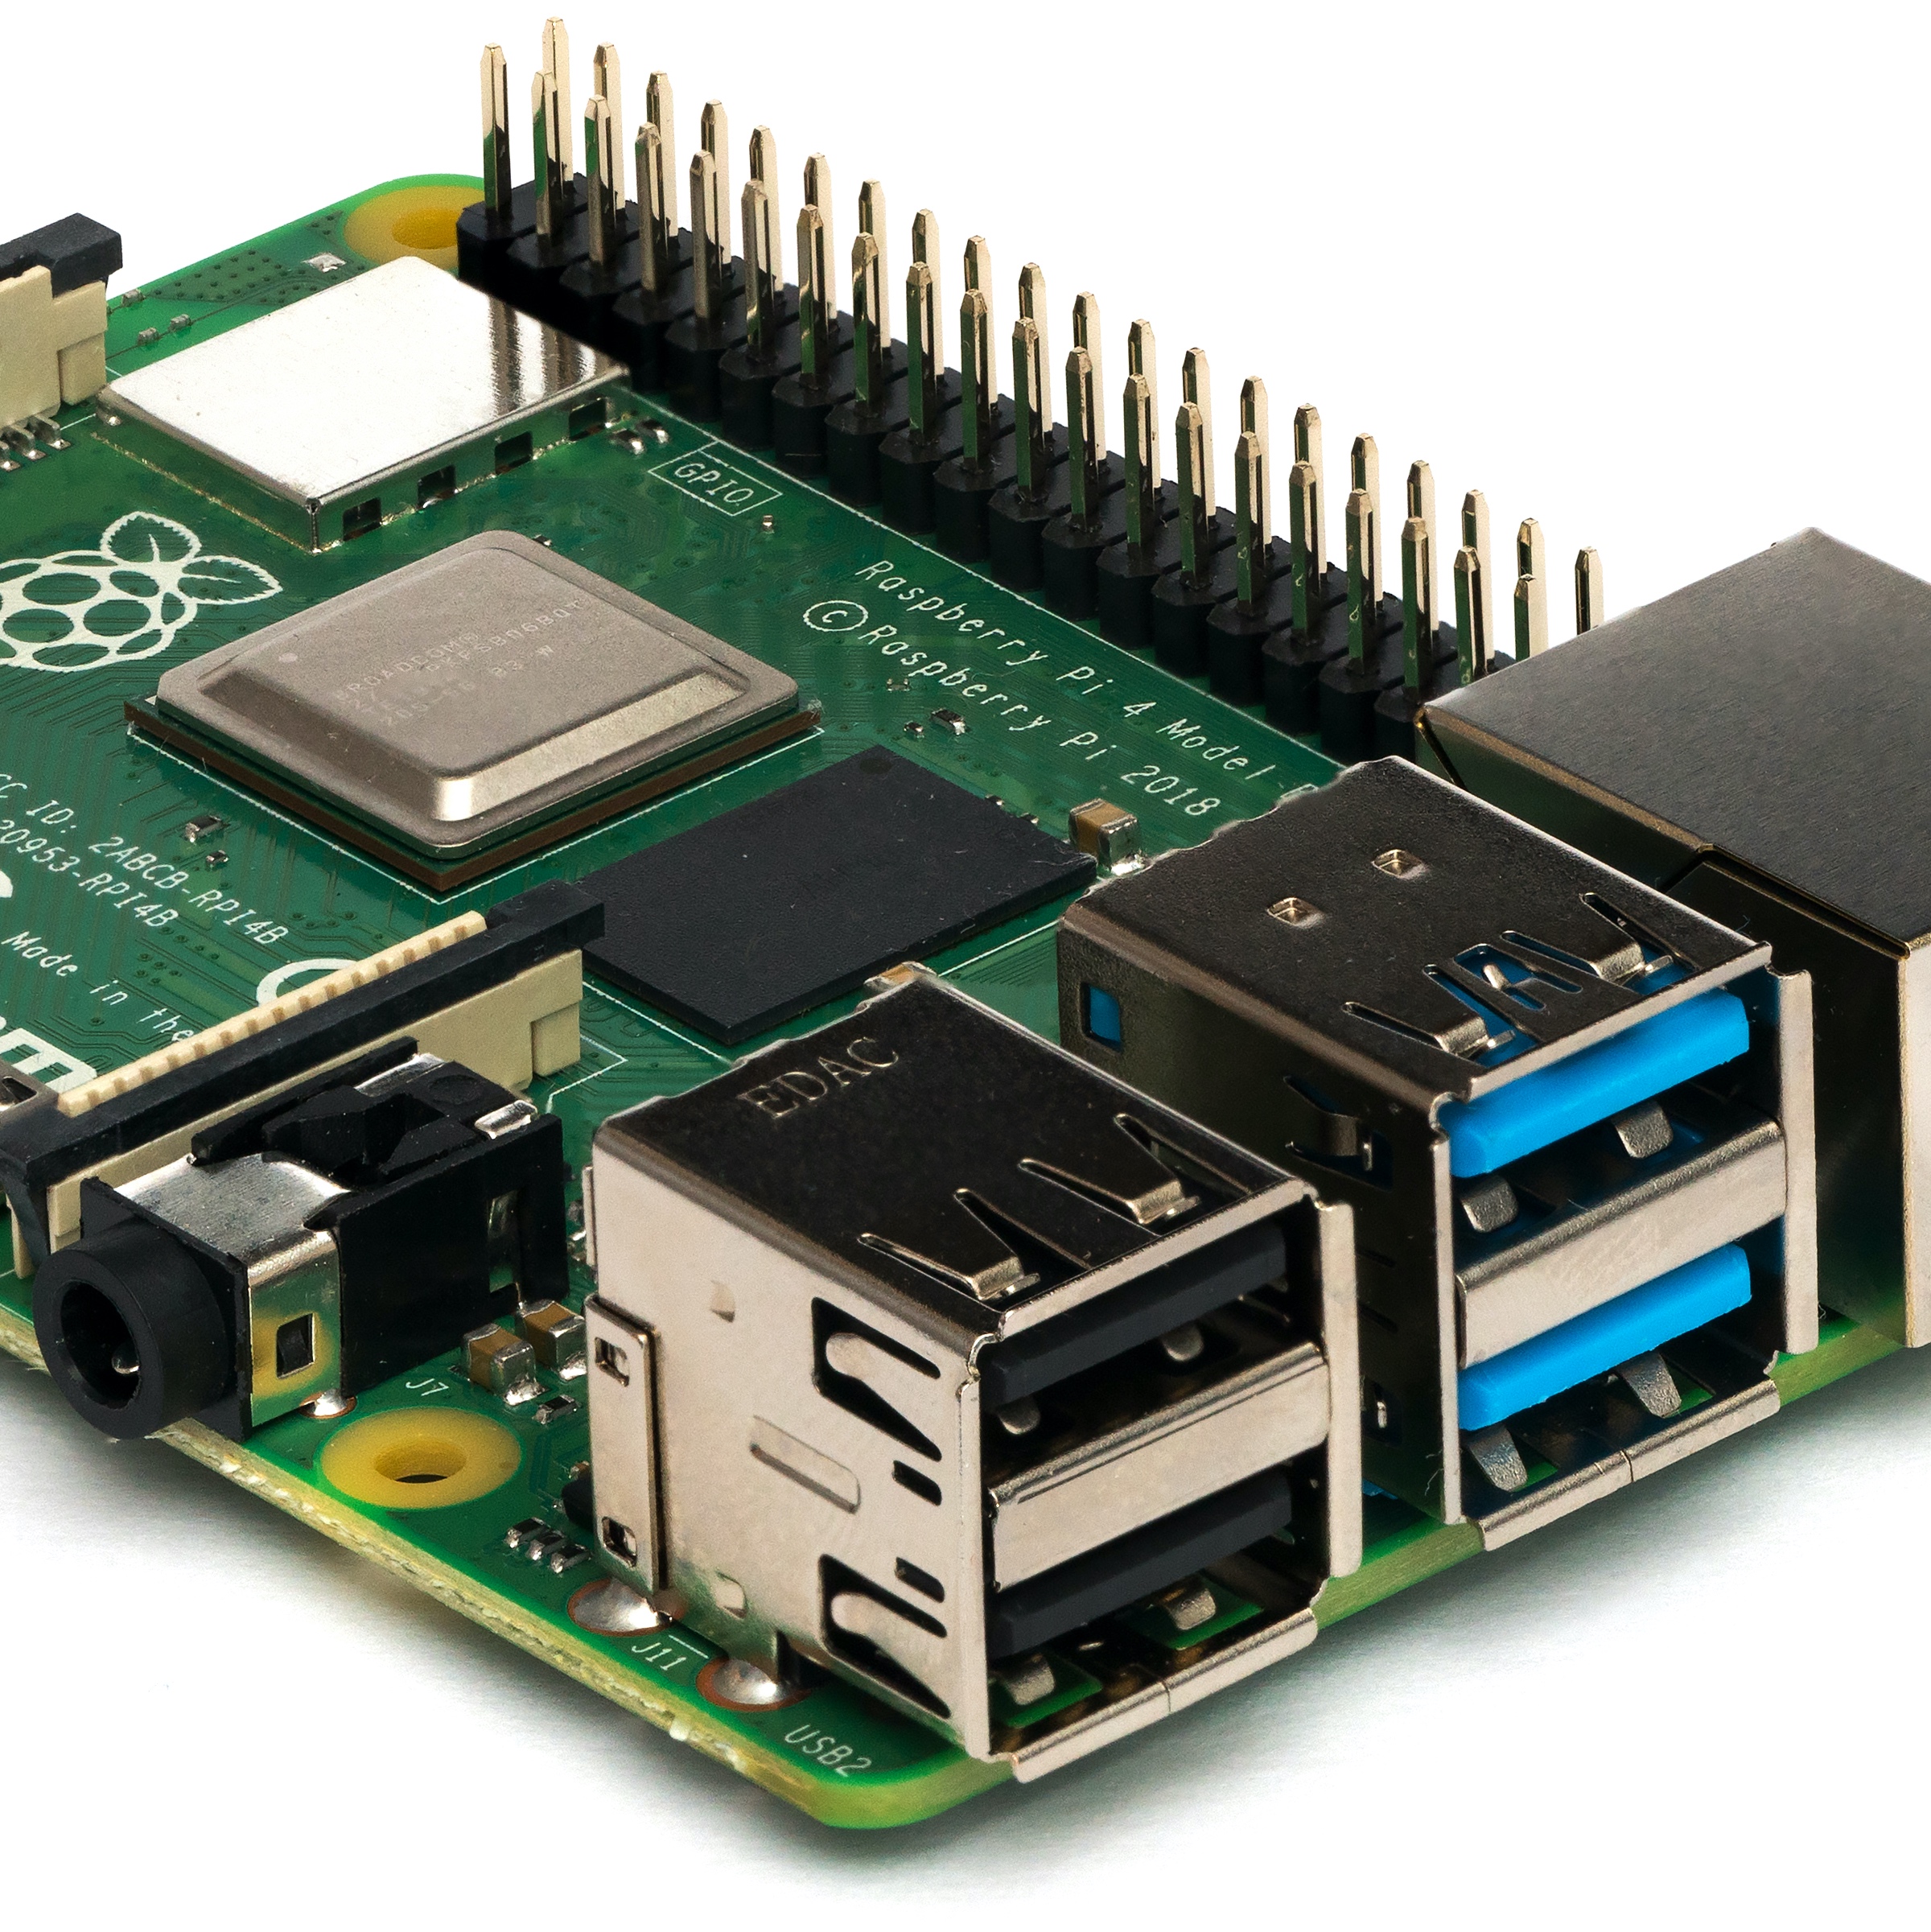 GPIO
Raspberry Pi 4 Model
© Raspberry Pi 2018
BROADCOM®
ID: 2ABCB-RPI4B
20953-RPI4B
Made in the
EDAC
J7
J11
USB2